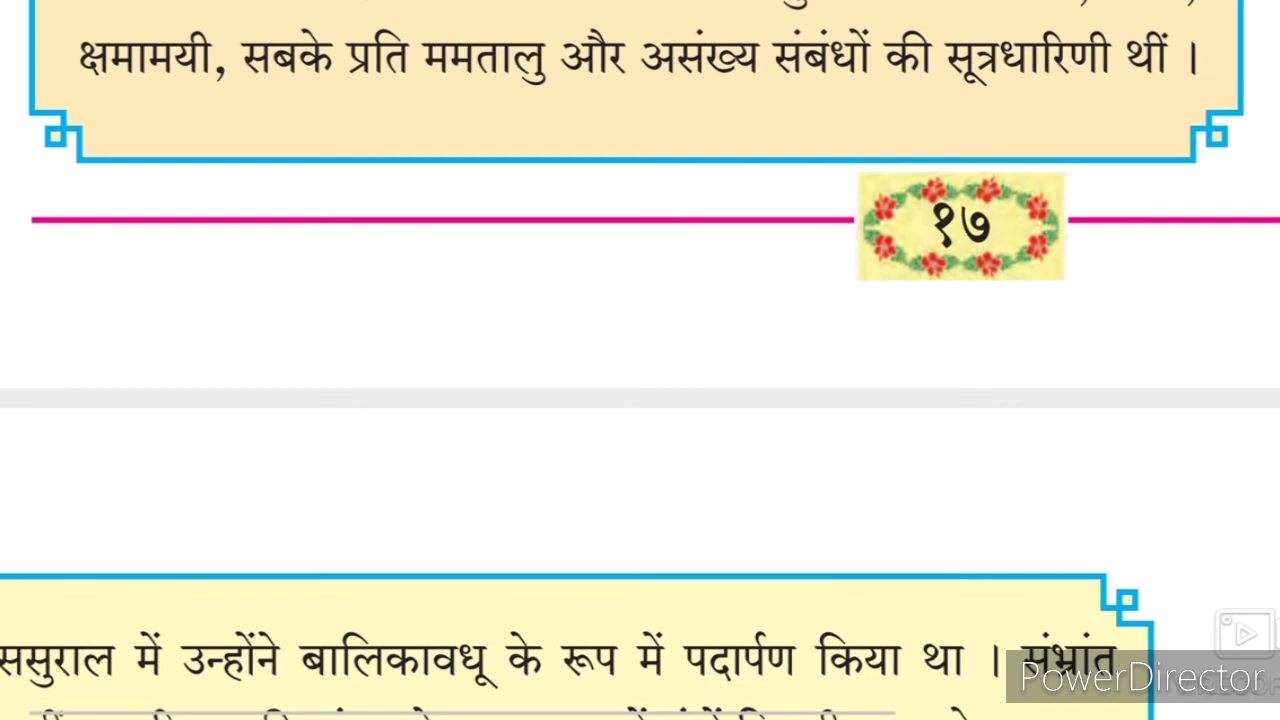 क्षमामयी, सबके प्रति ममतालु और असंख्य संबंधों की सूत्रधारिणी थीं ।
१७
ससुराल में उन्होंने बालिकावधू के रूप में पदार्पण किया था । संभ्रांत
PowerDirector